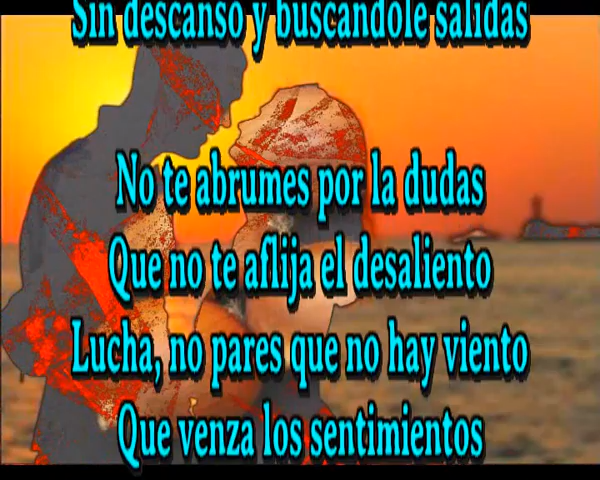 Sin descanso y buscandole salidas
No te abrumes por la dudas
Que no te aflija el desaliento
Lucha, no pares que no hay viento
Que venza los sentimientos